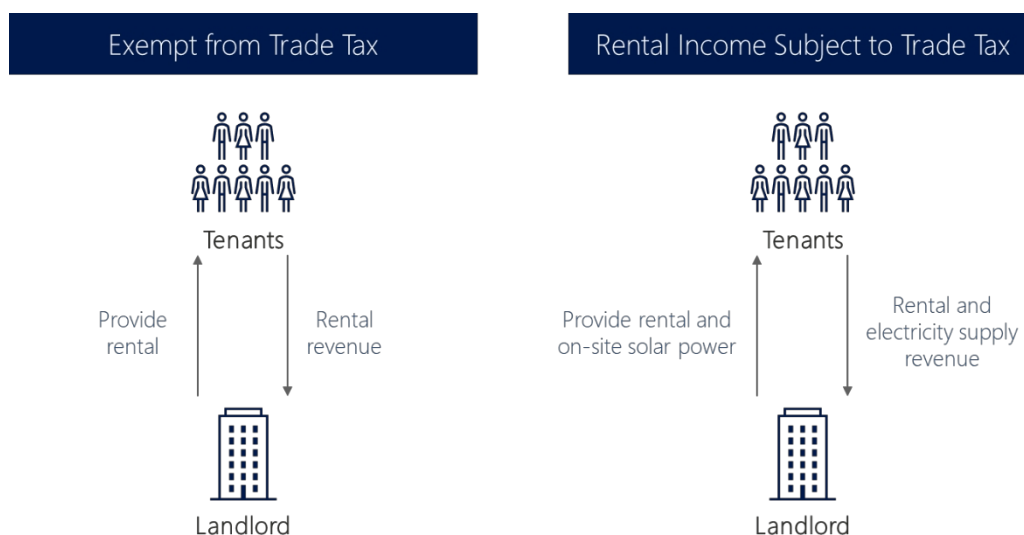 Exempt from Trade Tax
Tenants
Provide
rental
Rental
revenue
Landlord
Rental Income Subject to Trade Tax
Tenants
Provide rental and
on-site solar power
Rental and
electricity supply
revenue
Landlord